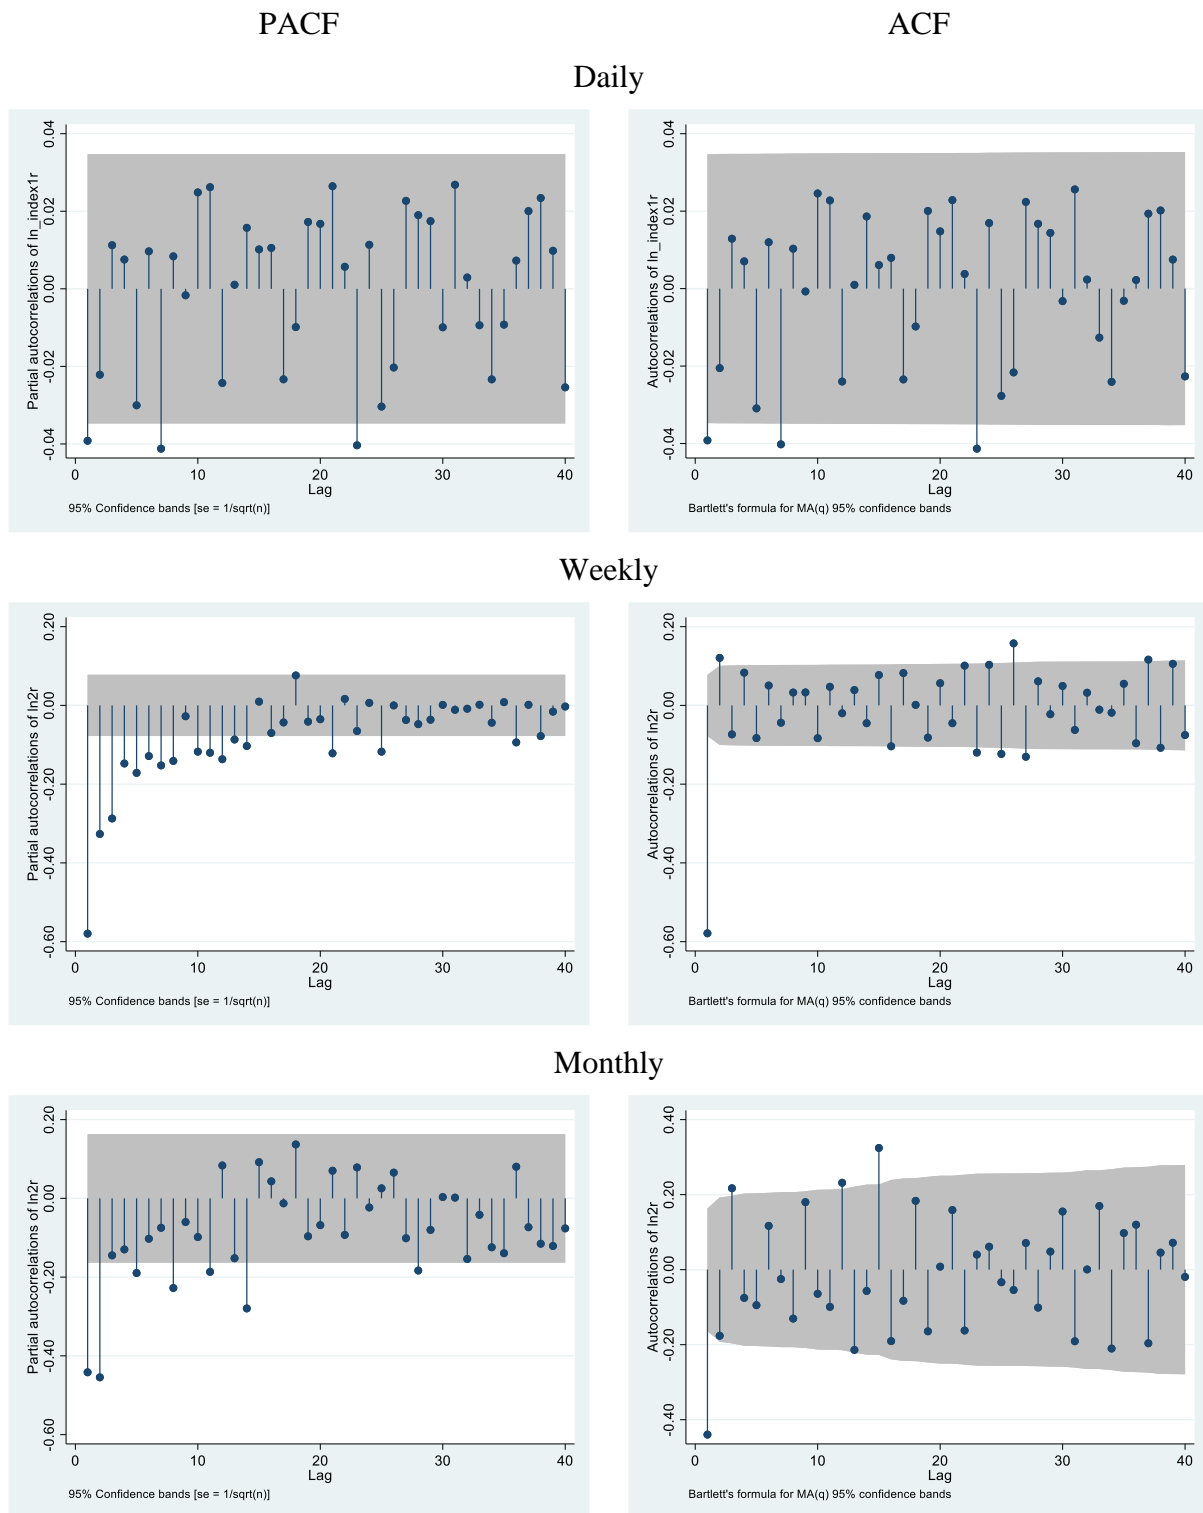 PACF
ACF
Daily
Partial autocorrelations of ln_index1r
0.04
0.02
0.00
-0.02
-0.04
0
10
20
30
40
Lag
95% Confidence bands [se = 1/sqrt(n)]
Autocorrelations of ln_index1r
0.04
0.02
0.00
-0.02
-0.04
0
10
20
30
40
Lag
Bartlett's formula for MA(q) 95% confidence bands
Weekly
Partial autocorrelations of ln2r
0.20
0.00
-0.20
-0.40
-0.60
0
10
20
30
40
Lag
95% Confidence bands [se = 1/sqrt(n)]
Autocorrelations of ln2r
0.20
0.00
-0.20
-0.40
-0.60
0
10
20
30
40
Lag
Bartlett's formula for MA(q) 95% confidence bands
Monthly
Partial autocorrelations of ln2r
0.20
0.00
-0.20
-0.40
-0.60
0
10
20
30
40
Lag
95% Confidence bands [se = 1/sqrt(n)]
Autocorrelations of ln2r
0.40
0.20
0.00
-0.20
-0.40
0
10
20
30
40
Lag
Bartlett's formula for MA(q) 95% confidence bands